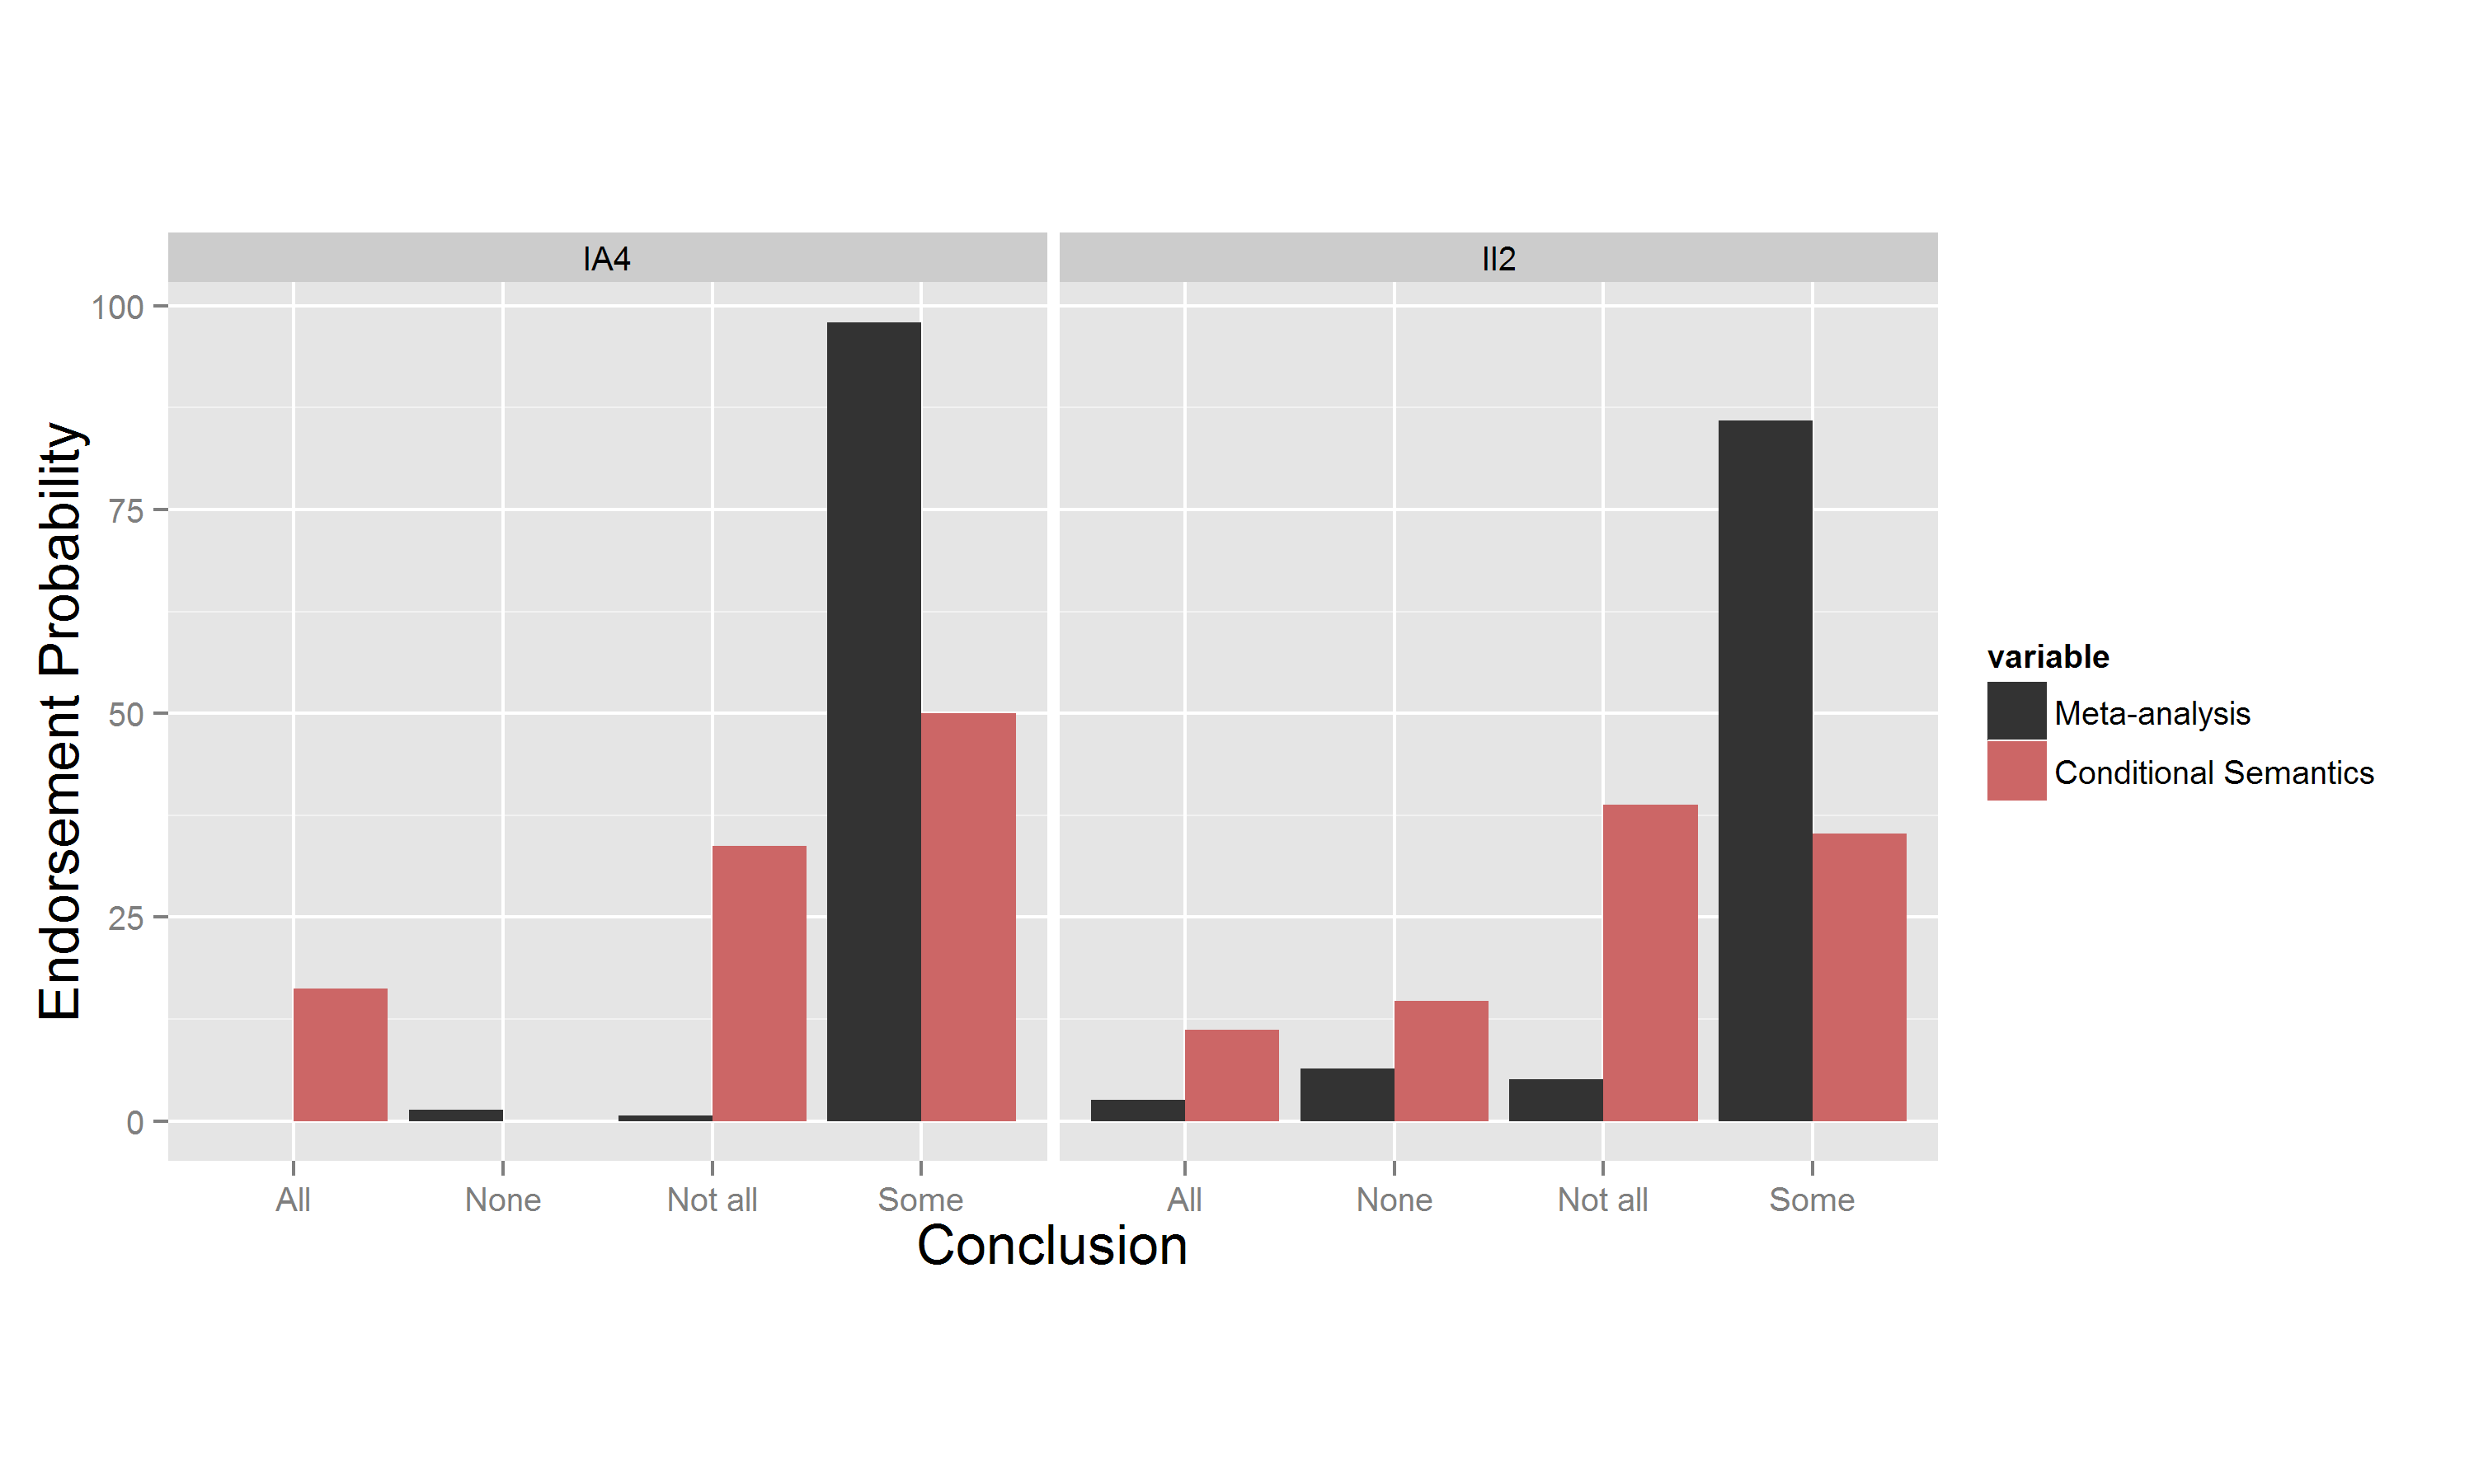 IA4
II2
100
75
50
25
0
Endorsement Probability
All None Not all Some
All None Not all Some
Conclusion
variable
Meta-analysis
Conditional Semantics